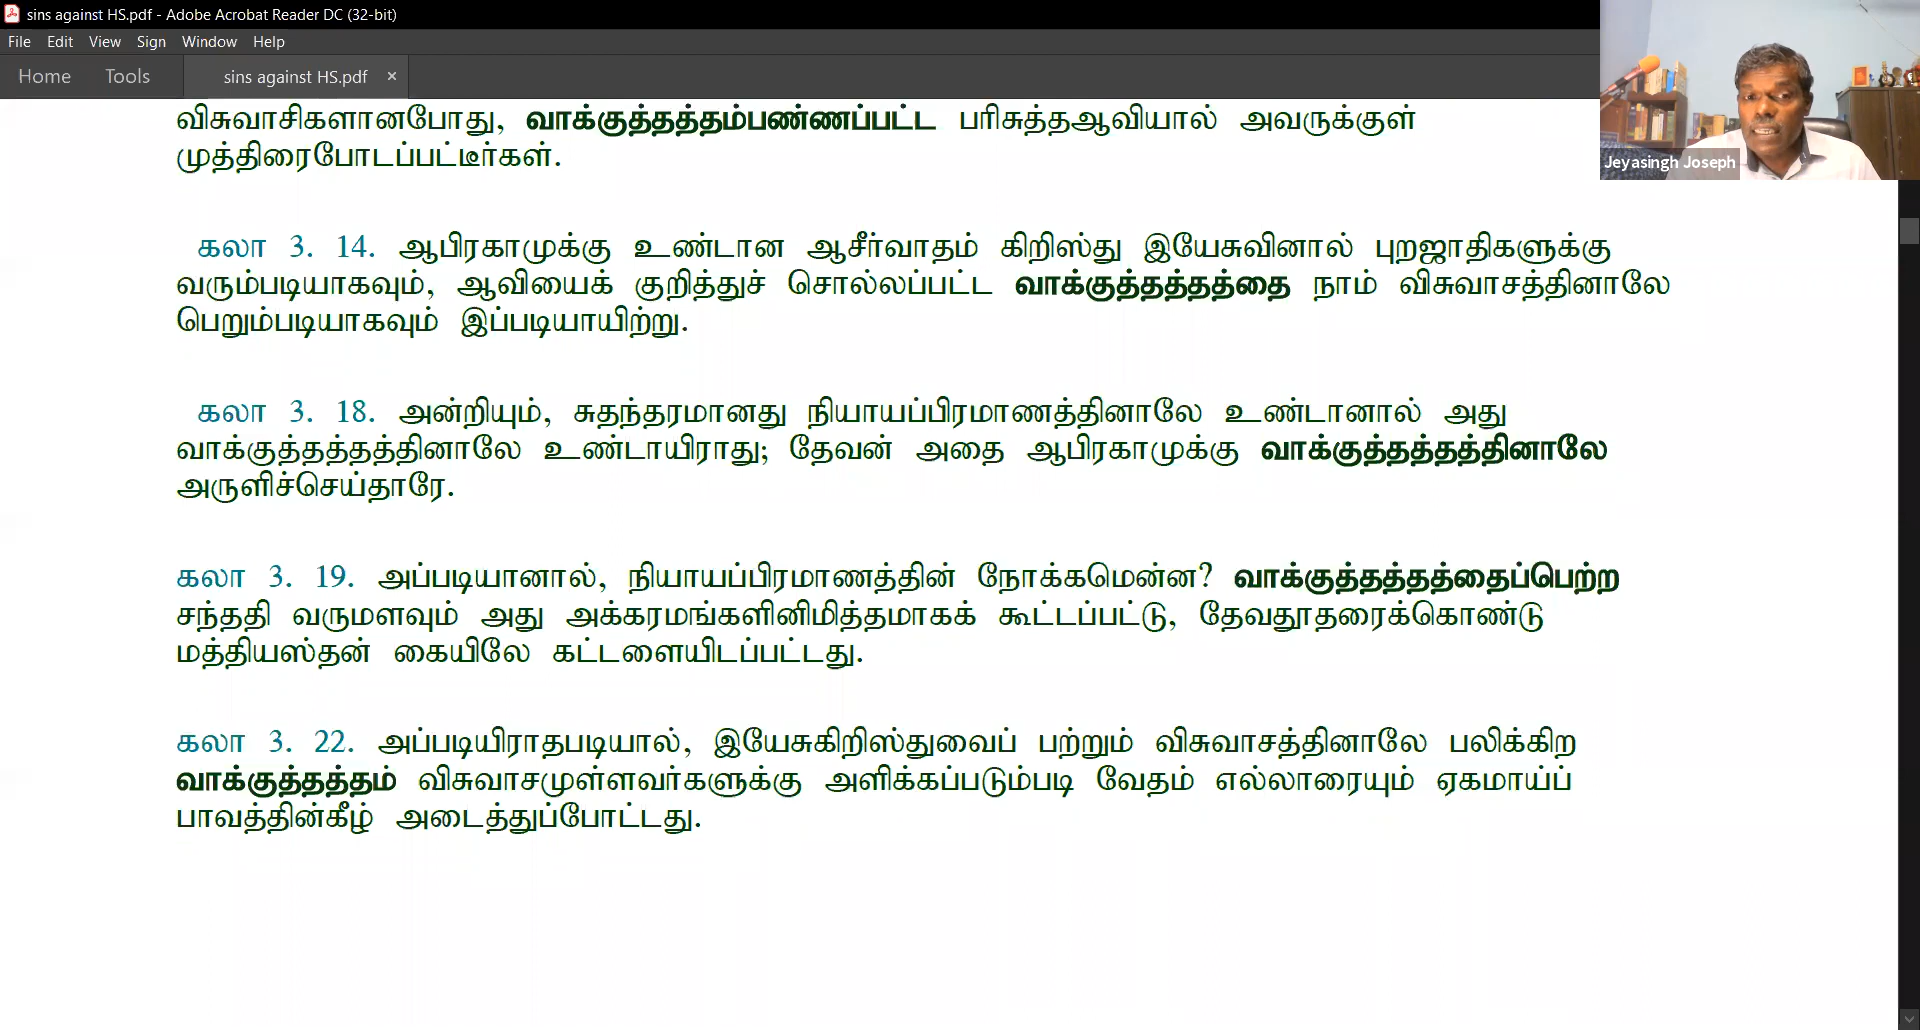 sins against HS.pdf - Adobe Acrobat Reader DC (32-bit)
File Edit View Sign Window Help
Home Tools sins against HS.pdf ×
Jeyasingh Joseph
விசுவாசிகளானபோது, வாக்குத்தத்தம்பண்ணப்பட்ட பரிசுத்தஆவியால் அவருக்குள்
முத்திரைபோடப்பட்டீர்கள்.
கலா 3. 14. ஆபிரகாமுக்கு உண்டான ஆசீர்வாதம் கிறிஸ்து இயேசுவினால் புறஜாதிகளுக்கு
வரும்படியாகவும், ஆவியைக் குறித்துச் சொல்லப்பட்ட வாக்குத்தத்தத்தை நாம் விசுவாசத்தினாலே
பெறும்படியாகவும் இப்படியாயிற்று.
கலா 3. 18. அன்றியும், சுதந்தரமானது நியாயப்பிரமாணத்தினாலே உண்டானால் அது
வாக்குத்தத்தத்தினாலே உண்டாயிராது; தேவன் அதை ஆபிரகாமுக்கு வாக்குத்தத்தத்தினாலே
அருளிச்செய்தாரே.
கலா 3. 19. அப்படியானால், நியாயப்பிரமாணத்தின் நோக்கமென்ன? வாக்குத்தத்தத்தைப்பெற்ற
சந்ததி வருமளவும் அது அக்கரமங்களினிமித்தமாகக் கூட்டப்பட்டு, தேவதூதரைக்கொண்டு
மத்தியஸ்தன் கையிலே கட்டளையிடப்பட்டது.
கலா 3. 22. அப்படியிராதபடியால், இயேசுகிறிஸ்துவைப் பற்றும் விசுவாசத்தினாலே பலிக்கிற
வாக்குத்தத்தம் விசுவாசமுள்ளவர்களுக்கு அளிக்கப்படும்படி வேதம் எல்லாரையும் ஏகமாய்ப்
பாவத்தின்கீழ் அடைத்துப்போட்டது.